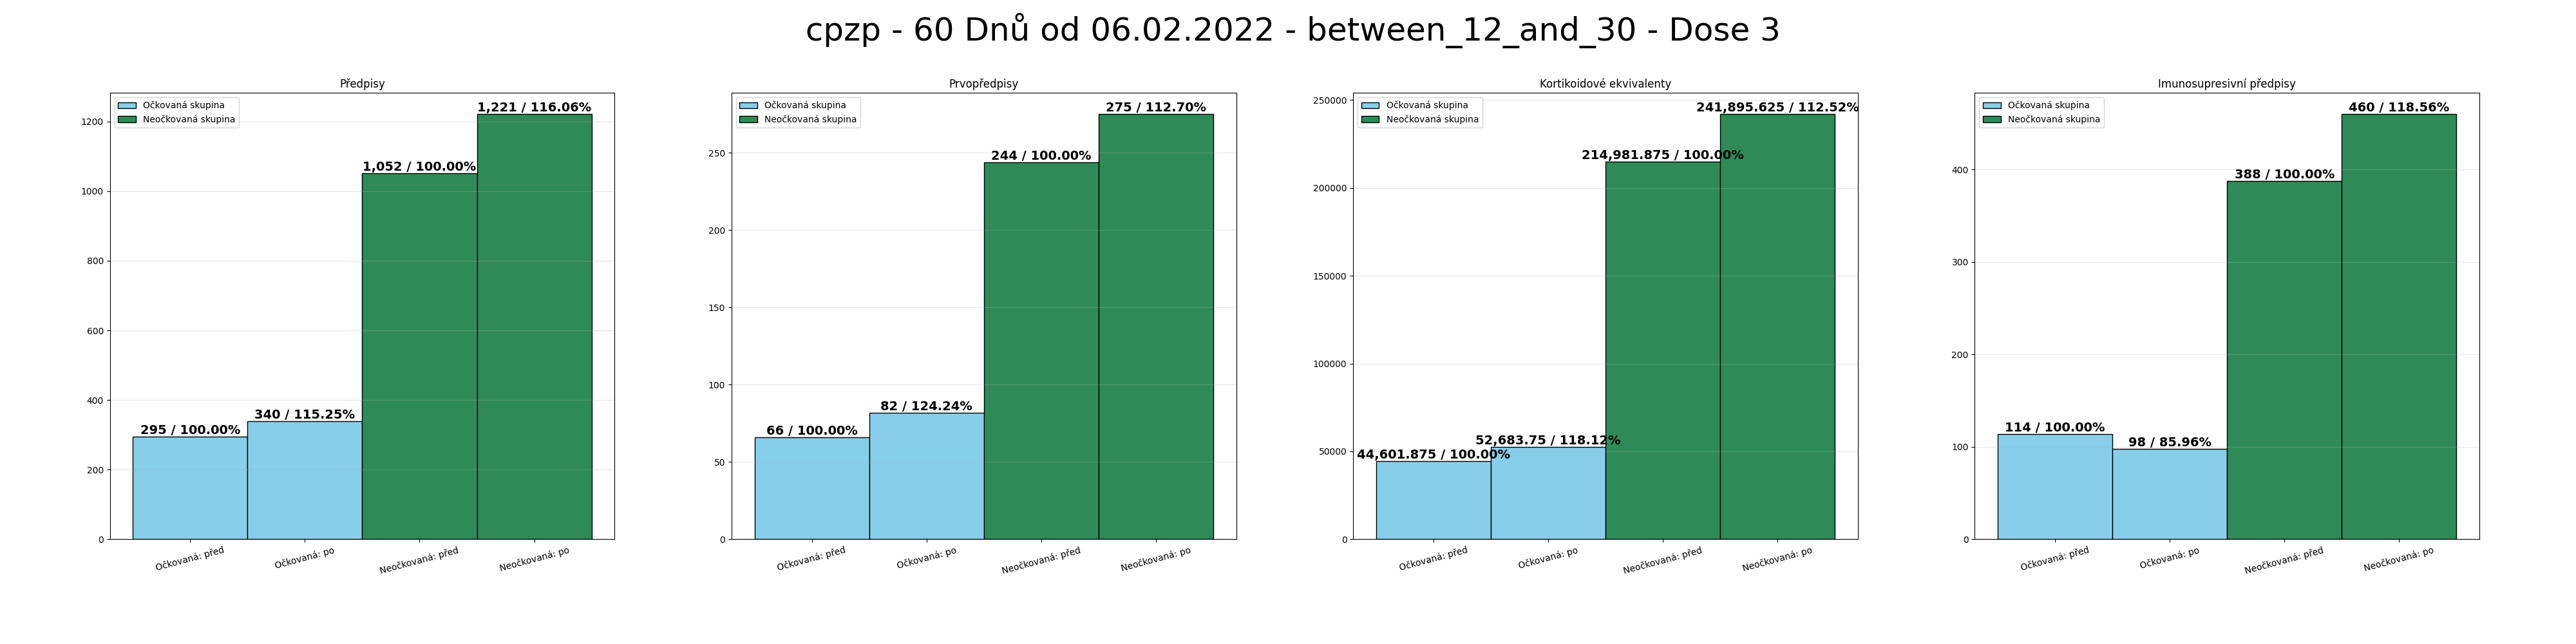 cpzp - 60 Dnů od 06.02.2022 - between_12_and_30 - Dose 3
Předpisy
Očkovaná skupina
Neočkovaná skupina
1200
1000
800
600
400
200
0
295 / 100.00%
340 / 115.25%
1,052 / 100.00%
1,221 / 116.06%
Očkovaná: před
Očkovaná: po
Neočkovaná: před
Neočkovaná: po
Prvopředpisy
Očkovaná skupina
Neočkovaná skupina
250
200
150
100
50
0
66 / 100.00%
82 / 124.24%
244 / 100.00%
275 / 112.70%
Očkovaná: před
Očkovaná: po
Neočkovaná: před
Neočkovaná: po
Kortikoidové ekvivalenty
Očkovaná skupina
Neočkovaná skupina
250000
200000
150000
100000
50000
0
44,601.875 / 100.00%
52,683.75 / 118.12%
214,981.875 / 100.00%
241,895.625 / 112.52%
Očkovaná: před
Očkovaná: po
Neočkovaná: před
Neočkovaná: po
Imunosupresivní předpisy
Očkovaná skupina
Neočkovaná skupina
400
300
200
100
0
114 / 100.00%
98 / 85.96%
388 / 100.00%
460 / 118.56%
Očkovaná: před
Očkovaná: po
Neočkovaná: před
Neočkovaná: po